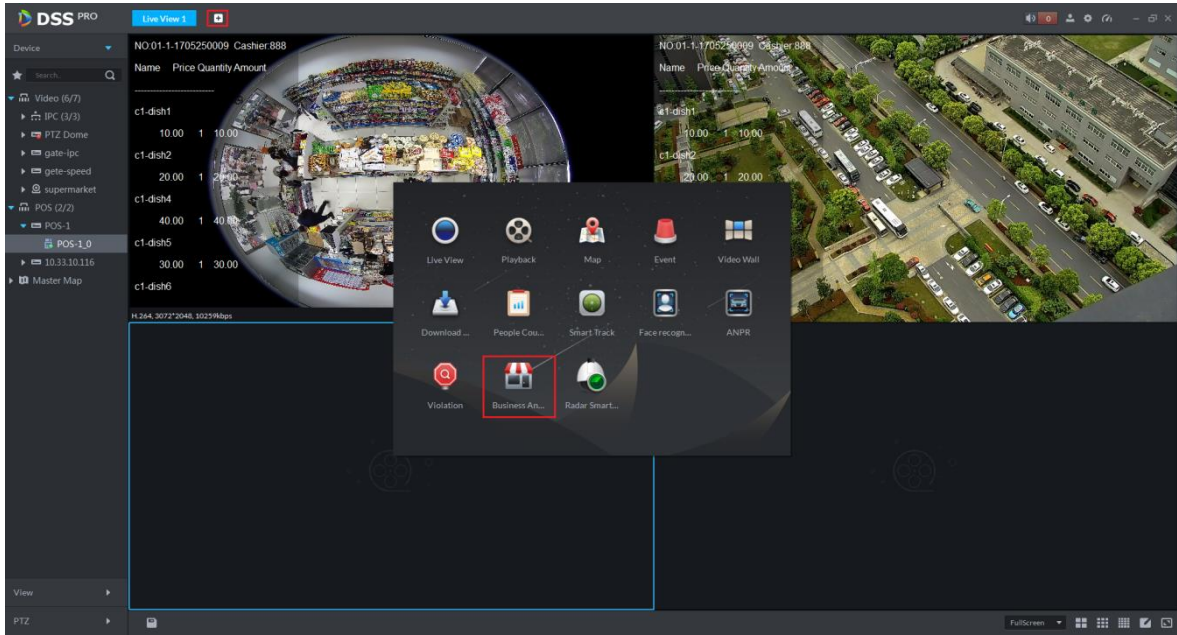 DSS PRO
Live View 1
0
Device
Search.
Video (6/7)
IPC (3/3)
PTZ Dome
gate-ipc
gete-speed
supermarket
POS (2/2)
POS-1
POS-1_0
10.33.10.116
Master Map
View
PTZ
NO:01-1-1705250009 Cashier:888
Name Price Quantity Amount
c1-dish1
10.00 1 10.00
c1-dish2
20.00 1 20.00
c1-dish4
40.00 1 40.00
c1-dish5
30.00 1 30.00
c1-dish6
H.264, 3072*2048, 10259kbps
NO:01-1-1705250009 Cashier:888
Name Price Quantity Amount
c1-dish1
10.00 1 10.00
c1-dish2
20.00 1 20.00
Live View
Playback
Map
Event
Video Wall
Download ...
People Cou...
Smart Track
Face recogn...
ANPR
Violation
Business An...
Radar Smart...
FullScreen